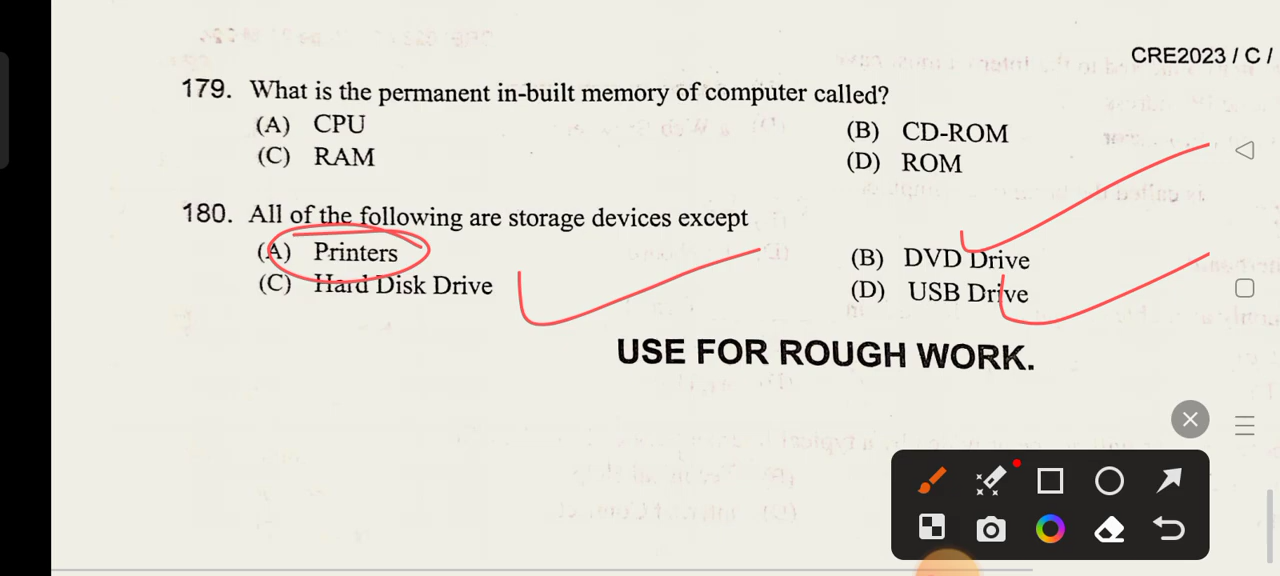 CRE2023 / C /
179. What is the permanent in-built memory of computer called?
(A) CPU (B) CD-ROM
(C) RAM (D) ROM
180. All of the following are storage devices except
(A) Printers (B) DVD Drive
(C) Hard Disk Drive (D) USB Drive
USE FOR ROUGH WORK.